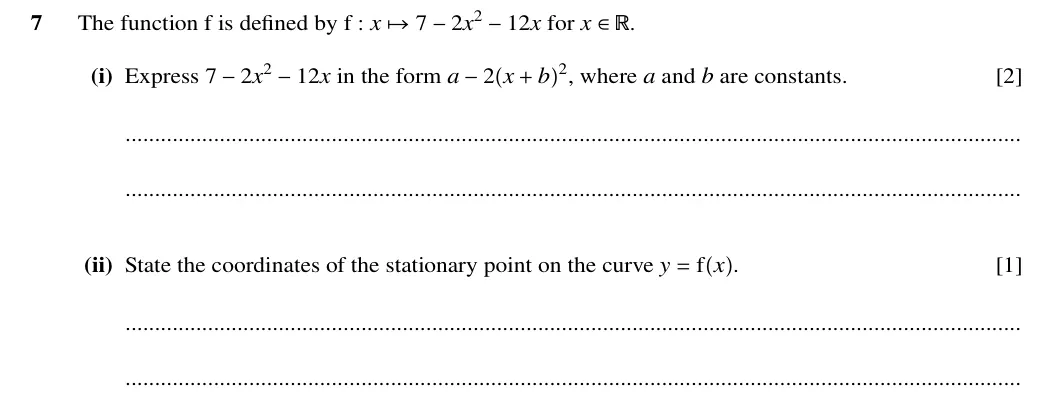 7 The function f is defined by f : x ↦ 7 − 2x² − 12x for x ∈ ℝ.
(i) Express 7 − 2x² − 12x in the form a − 2(x + b)², where a and b are constants. [2]
(ii) State the coordinates of the stationary point on the curve y = f(x). [1]